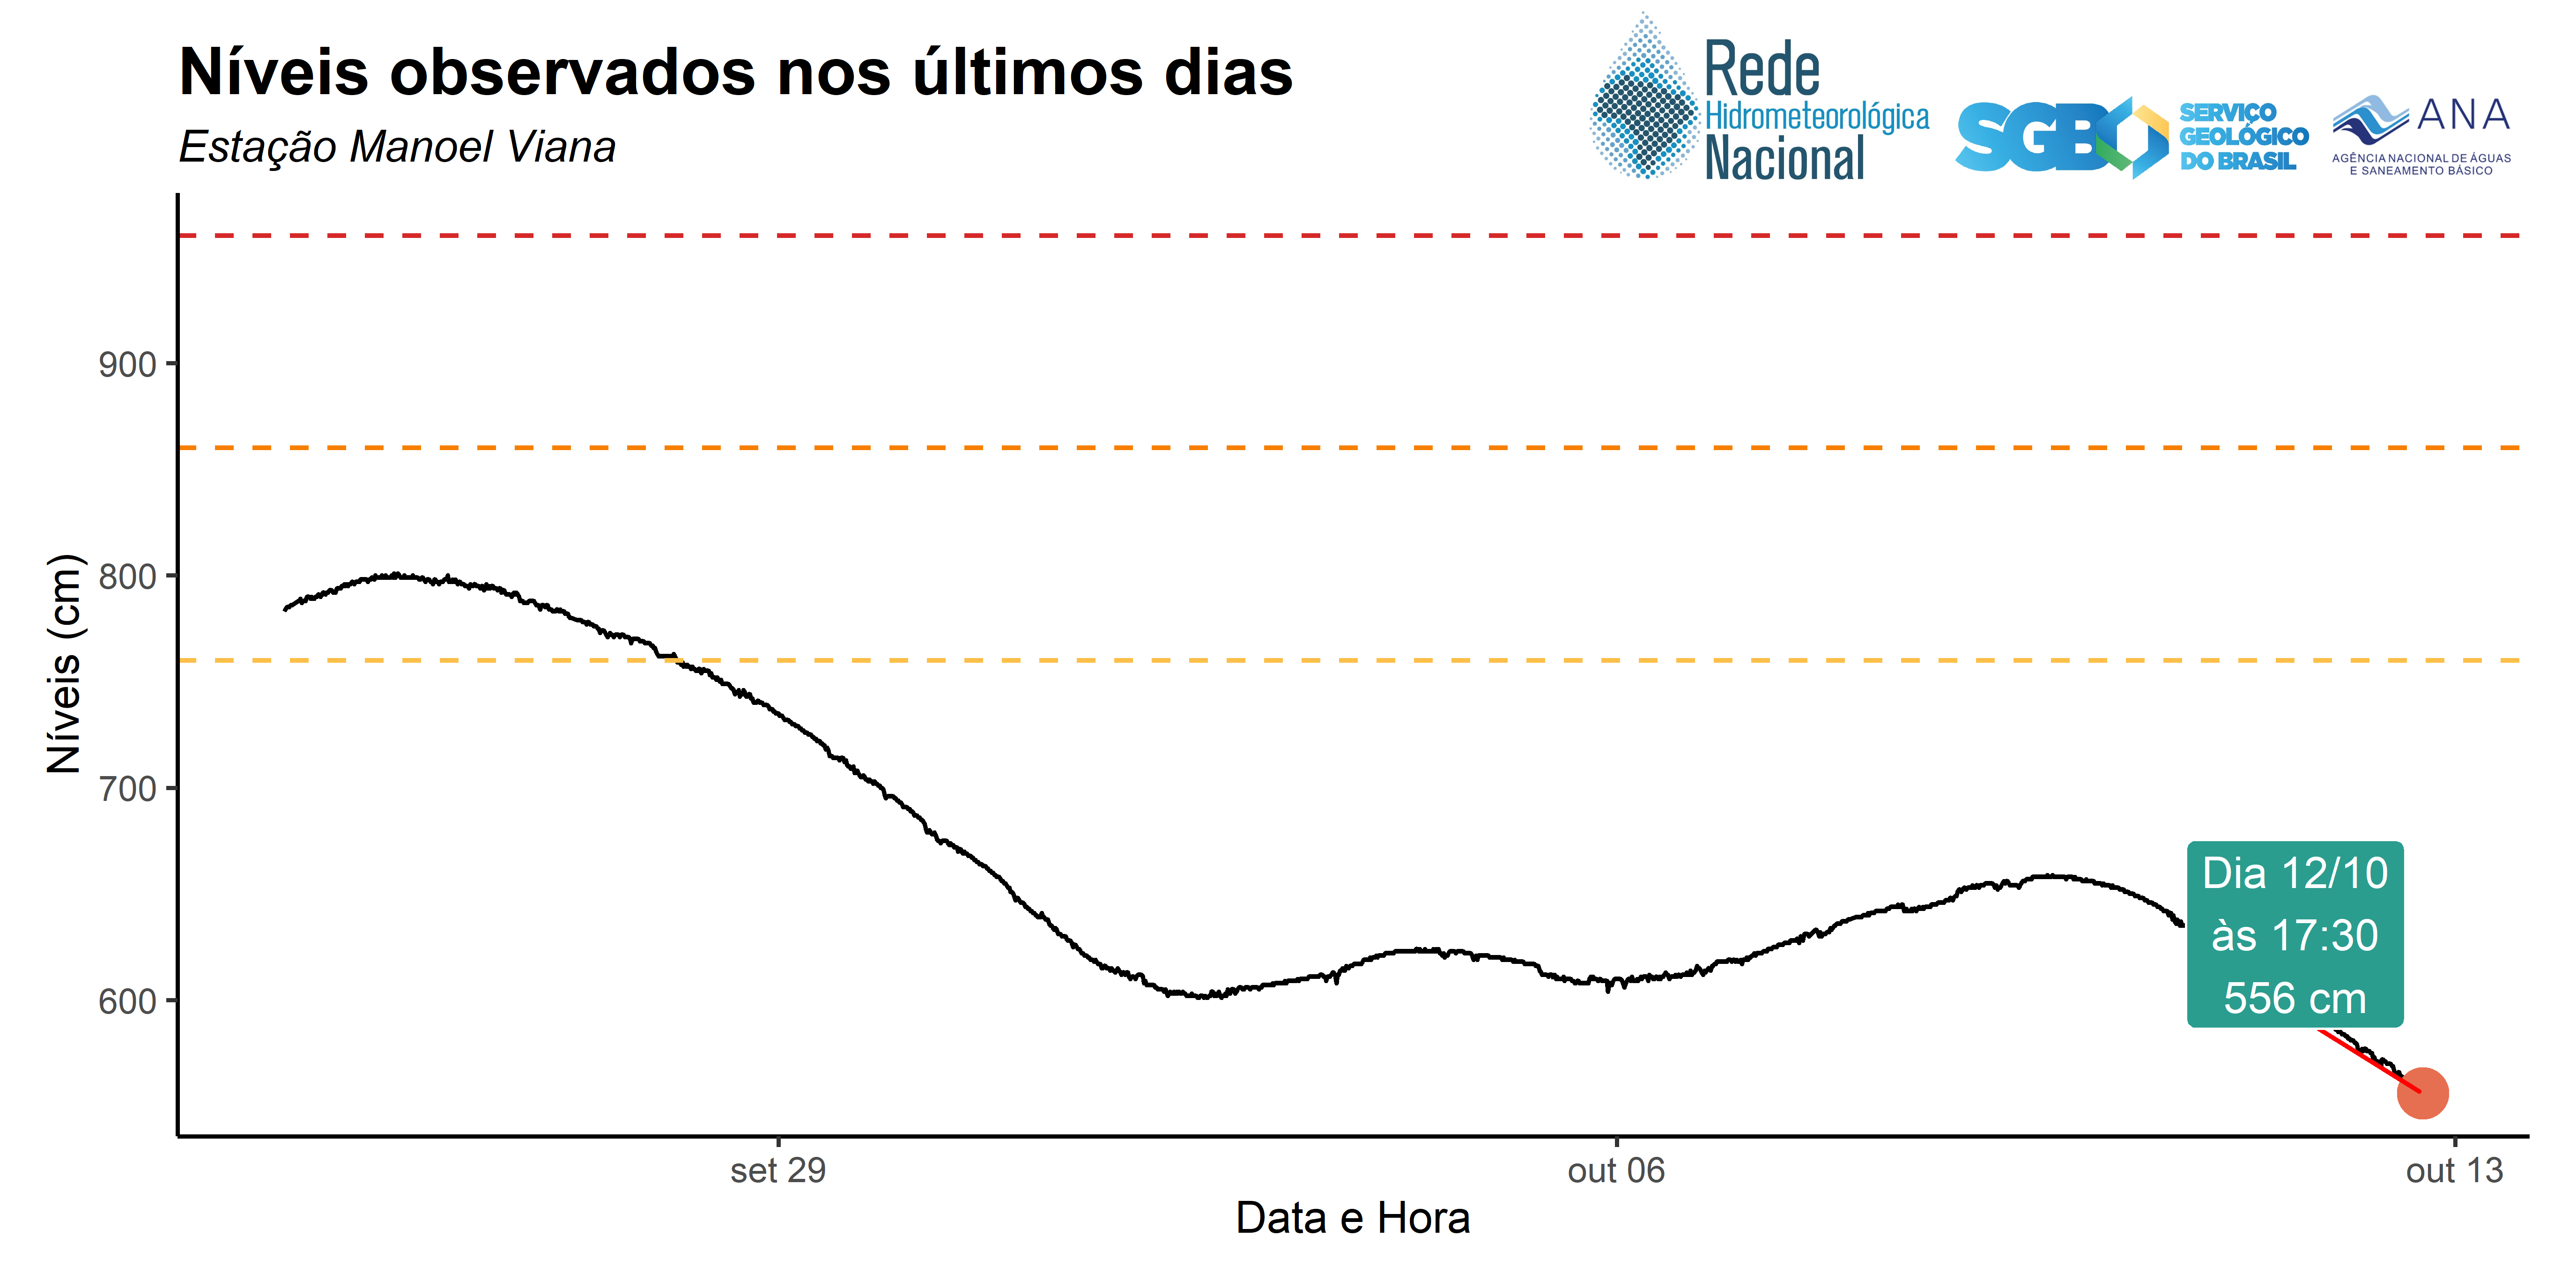 Níveis observados nos últimos dias
Estação Manoel Viana
Rede
Hidrometeorológica
Nacional
SGB
SERVIÇO
GEOLÓGICO
DO BRASIL
ANA
AGÊNCIA NACIONAL DE ÁGUAS
E SANEAMENTO BÁSICO
Níveis (cm)
900
800
700
600
Dia 12/10
às 17:30
556 cm
set 29
out 06
out 13
Data e Hora